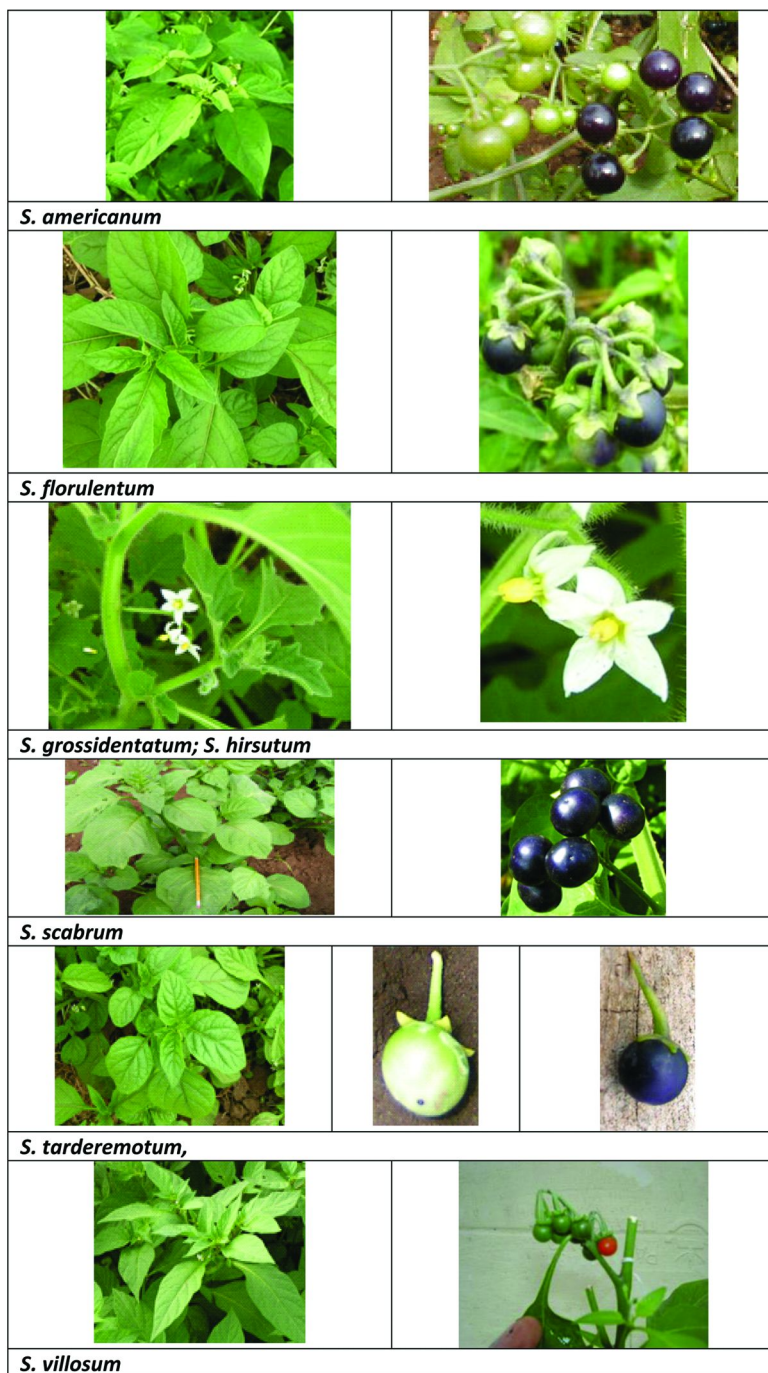 S. americanum
S. florulentum
S. grossidentatum; S. hirsutum
S. scabrum
S. tarderemotum,
S. villosum